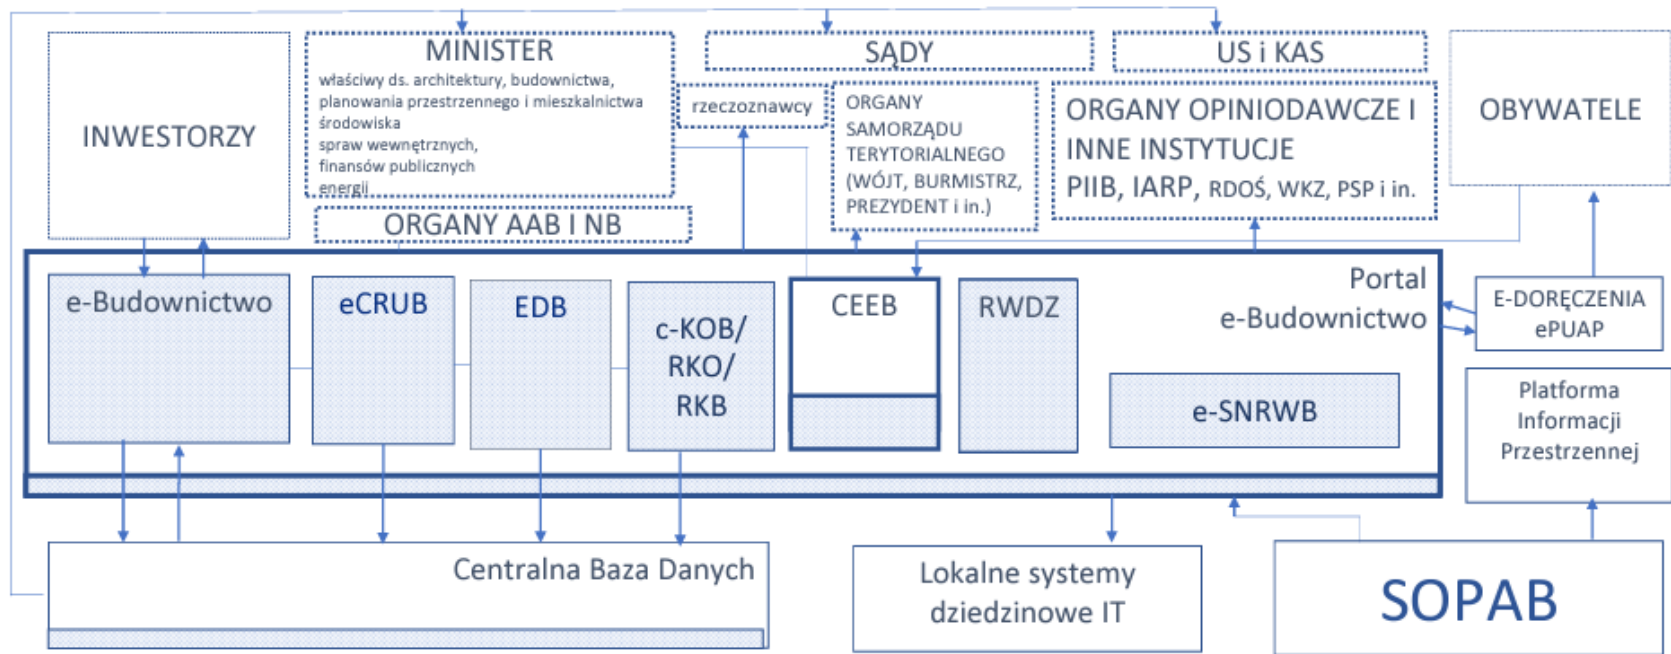 INWESTORZY
MINISTER
właściwy ds. architektury, budownictwa,
planowania przestrzennego i mieszkalnictwa
środowiska
spraw wewnętrznych,
finansów publicznych
energii
ORGANY AAB I NB
SĄDY
rzeczoznawcy
ORGANY
SAMORZĄDU
TERYTORIALNEGO
(WÓJT, BURMISTRZ,
PREZYDENT i in.)
US i KAS
ORGANY OPINIODAWCZE I
INNE INSTYTUCJE
PIIB, IARP, RDOŚ, WKZ, PSP i in.
OBYWATELE
e-Budownictwo
eCRUB
EDB
c-KOB/
RKO/
RKB
CEEB
RWDZ
Portal
e-Budownictwo
e-SNRWB
E-DORĘCZENIA
ePUAP
Platforma
Informacji
Przestrzennej
Centralna Baza Danych
Lokalne systemy
dziedzinowe IT
SOPAB